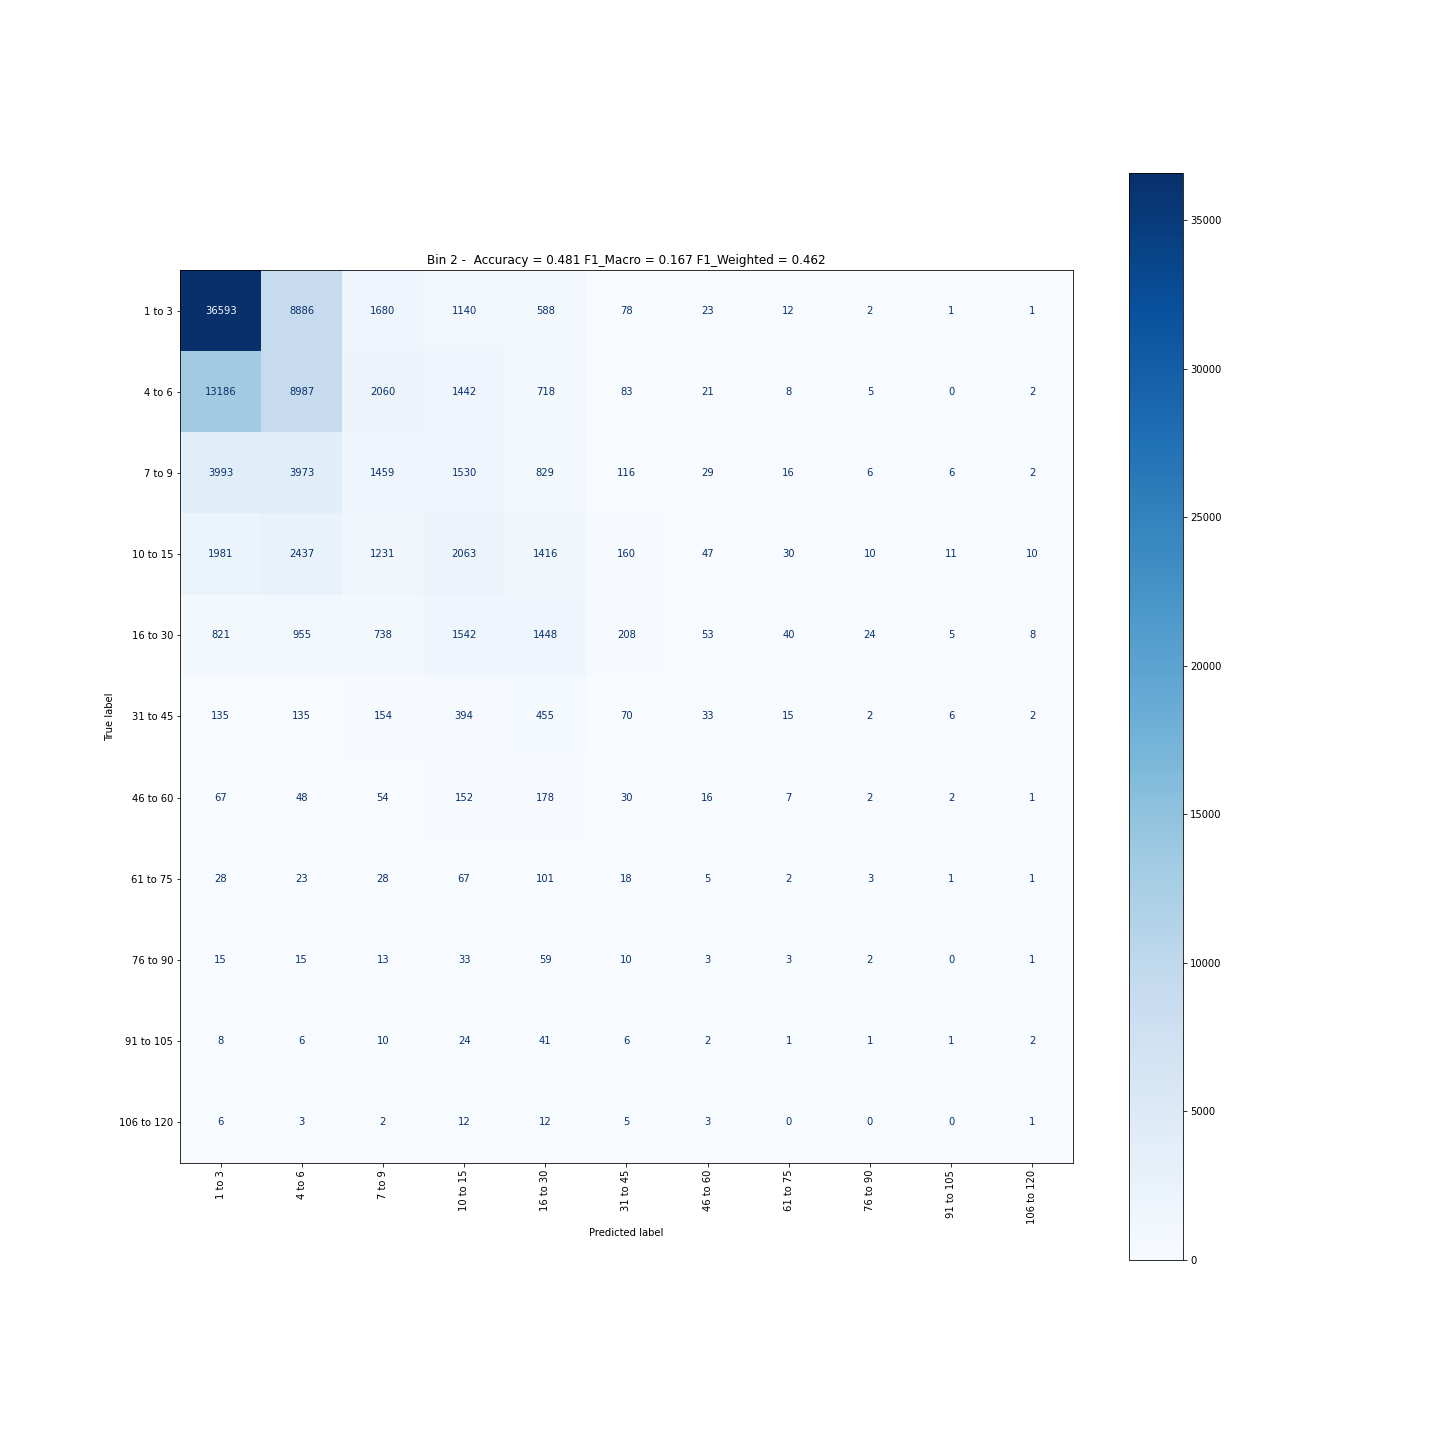 Bin 2 -  Accuracy = 0.481 F1_Macro = 0.167 F1_Weighted = 0.462
1 to 3 36593 8886 1680 1140 588 78 23 12 2 1 1
4 to 6 13186 8987 2060 1442 718 83 21 8 5 0 2
7 to 9 3993 3973 1459 1530 829 116 29 16 6 6 2
10 to 15 1981 2437 1231 2063 1416 160 47 30 10 11 10
16 to 30 821 955 738 1542 1448 208 53 40 24 5 8
31 to 45 135 135 154 394 455 70 33 15 2 6 2
46 to 60 67 48 54 152 178 30 16 7 2 2 1
61 to 75 28 23 28 67 101 18 5 2 3 1 1
76 to 90 15 15 13 33 59 10 3 3 2 0 1
91 to 105 8 6 10 24 41 6 2 1 1 1 2
106 to 120 6 3 2 12 12 5 3 0 0 0 1
True label
1 to 3 4 to 6 7 to 9 10 to 15 16 to 30 31 to 45 46 to 60 61 to 75 76 to 90 91 to 105 106 to 120
Predicted label
35000
30000
25000
20000
15000
10000
5000
0